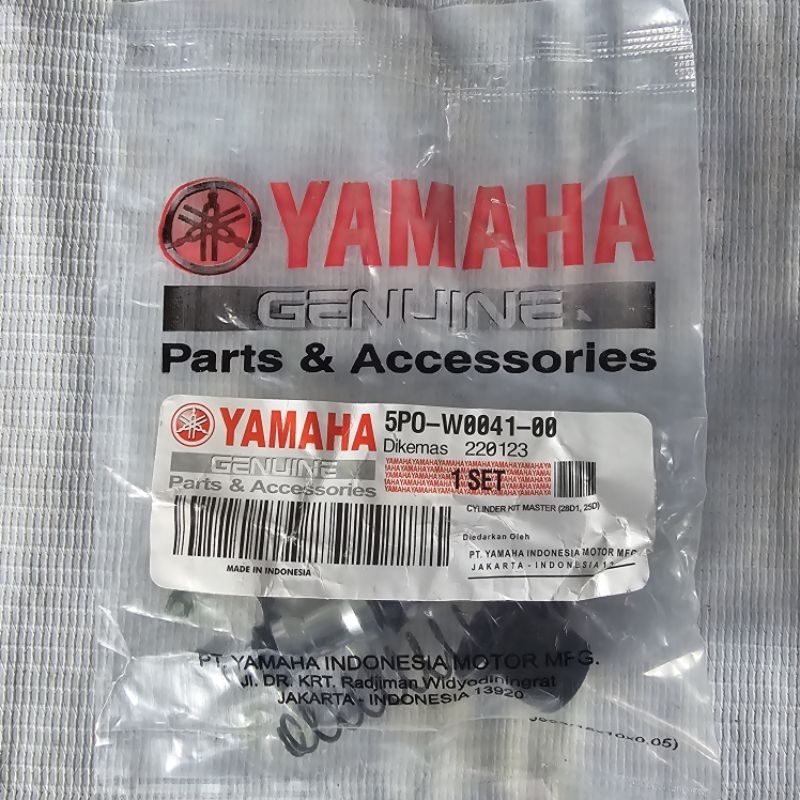 YAMAHA
GENUINE
Parts & Accessories
YAMAHA
GENUINE
Parts & Accessories
5P0-W0041-00
Dikemas 220123
1 SET
CYLINDER KIT MASTER (28D1, 25D)
Diedarkan Oleh
PT. YAMAHA INDONESIA MOTOR MFG.
JAKARTA - INDONESIA
MADE IN INDONESIA
PT. YAMAHA INDONESIA MOTOR MFG.
Jl. DR. KRT. Radjiman Widyodiningrat
JAKARTA - INDONESIA 13920